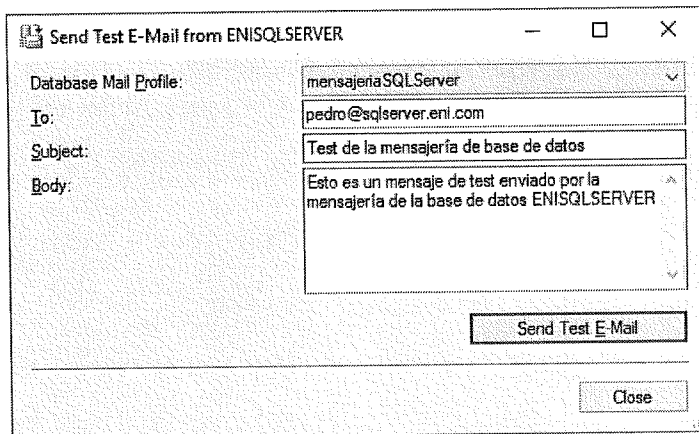 Send Test E-Mail from ENISQLSERVER
Database Mail Profile: mensajeriaSQLServer
To: pedro@sqlserver.eni.com
Subject: Test de la mensajería de base de datos
Body: Esto es un mensaje de test enviado por la
mensajería de la base de datos ENISQLSERVER
Send Test E-Mail
Close